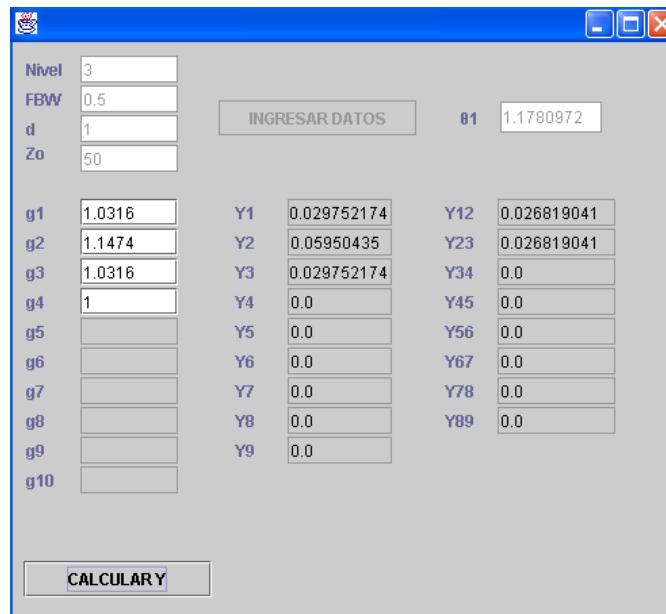 Nivel 3
FBW 0.5
d 1
Zo 50
INGRESAR DATOS θ1 1.1780972
g1 1.0316 Y1 0.029752174 Y12 0.026819041
g2 1.1474 Y2 0.05950435 Y23 0.026819041
g3 1.0316 Y3 0.029752174 Y34 0.0
g4 1 Y4 0.0 Y45 0.0
g5 Y5 0.0 Y56 0.0
g6 Y6 0.0 Y67 0.0
g7 Y7 0.0 Y78 0.0
g8 Y8 0.0 Y89 0.0
g9 Y9 0.0
g10
CALCULAR Y